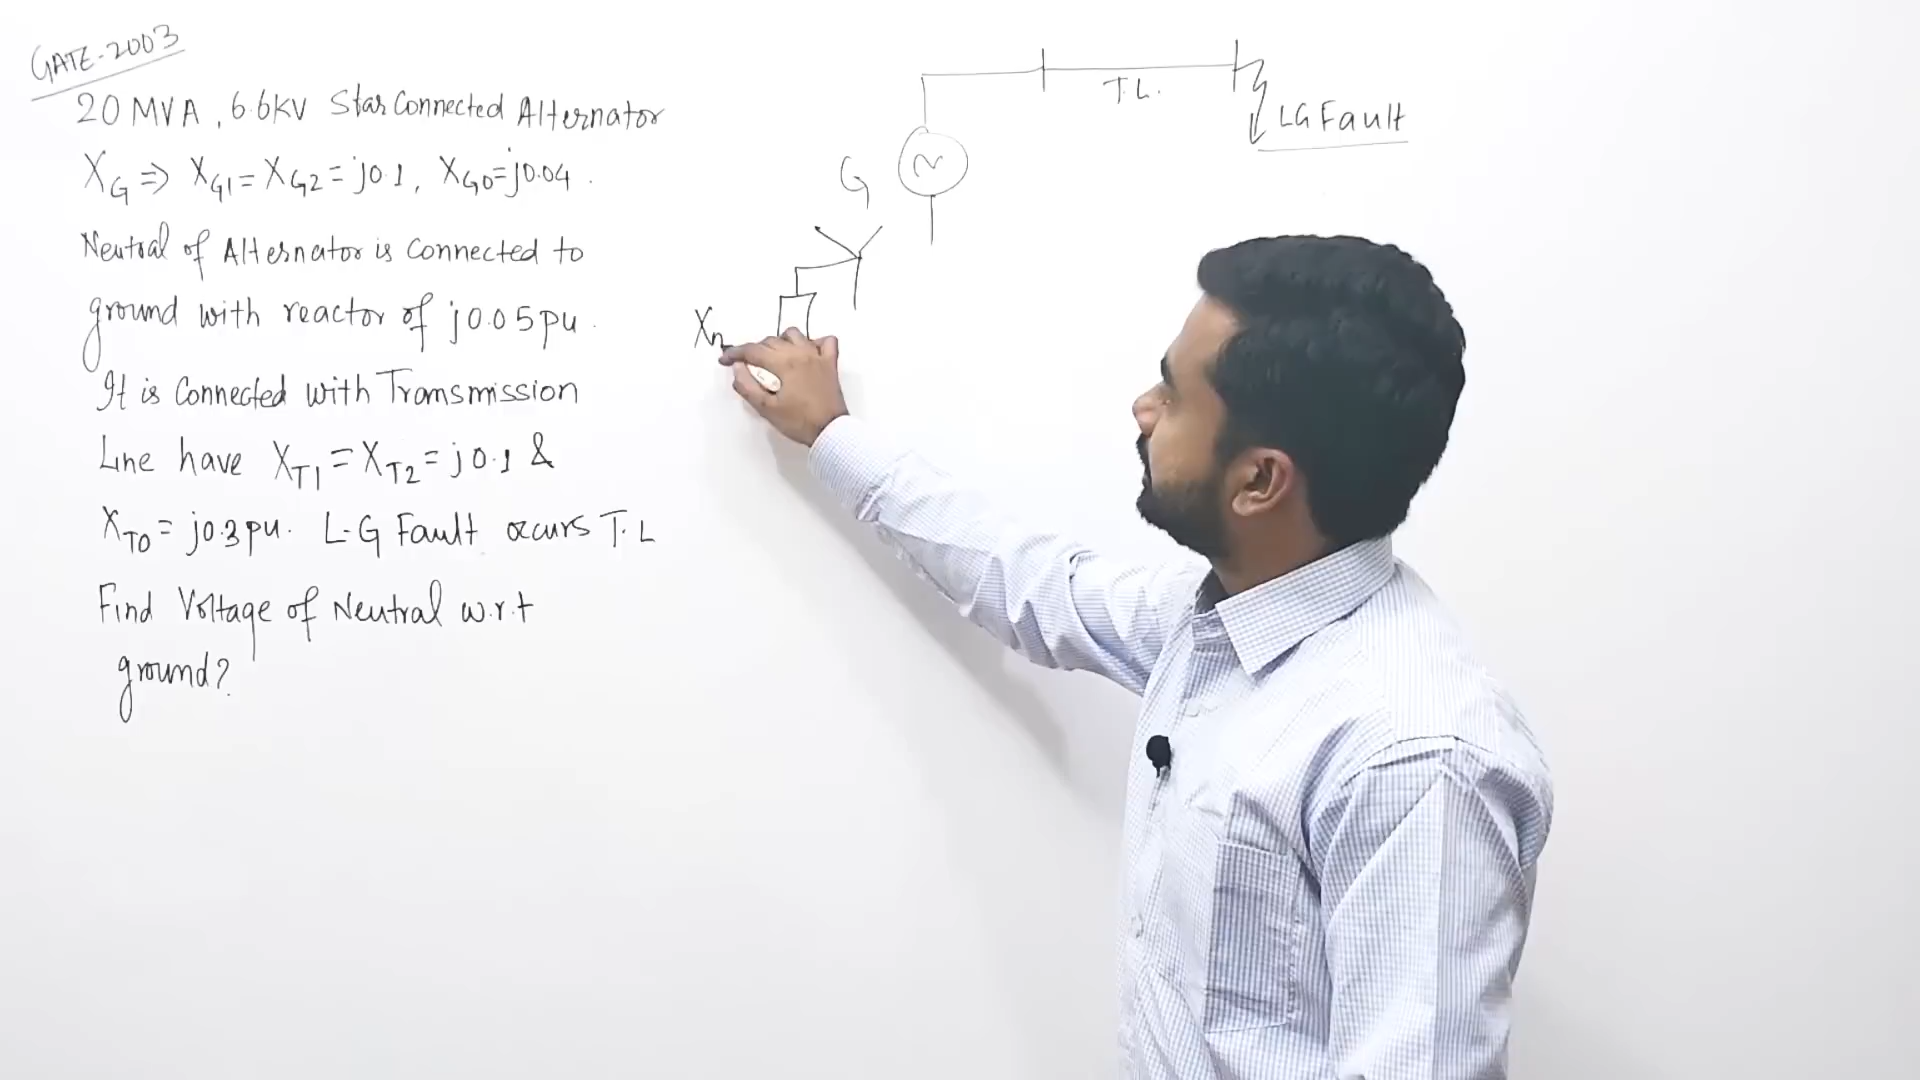 GATE-2003
20 MVA, 6.6KV Star Connected Alternator
XG ⇒ XG1 = XG2 = j0.1, XG0 = j0.04.
Neutral of Alternator is connected to
ground with reactor of j0.05pu.
It is Connected with Transmission
Line have XT1 = XT2 = j0.1 &
XT0 = j0.3pu. L-G Fault occurs T.L
Find Voltage of Neutral w.r.t
ground?
T.L.
LG Fault
G
Xn